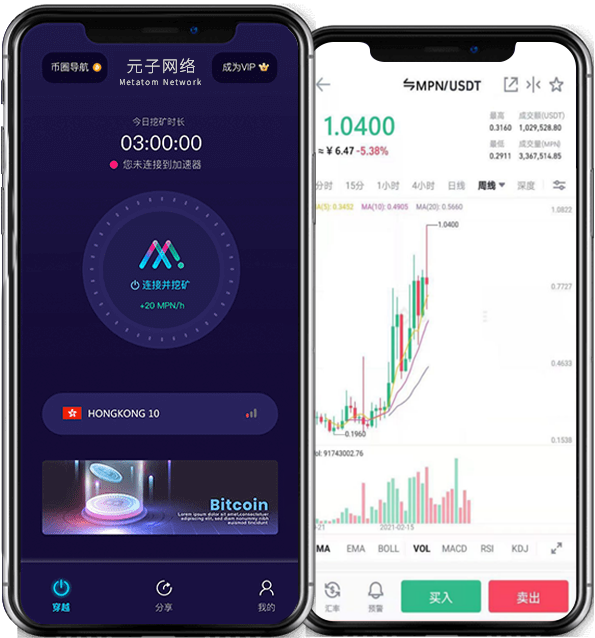 币圈导航
元子网络
成为VIP
Metatom Network
今日挖矿时长
03:00:00
您未连接到加速器
连接并挖矿
+20 MPN/h
HONGKONG 10
Bitcoin
Lorem ipsum dolor sit amet,consectetuer
adipiscing elit, sed diam nonummy nibh
euismod tincidunt
穿越
分享
我的
MPN/USDT
1.0400
≈ ¥ 6.47 -5.38%
最高
0.3160
成交额(USDT)
1,029,528.80
最低
0.2911
成交量(MPN)
3,367,514.85
分时 15分 1小时 4小时 日线 周线 深度
MA(5): 0.3452 MA(10): 0.4905 MA(20): 0.5660
1.0822
1.0400
0.7727
0.4633
0.1960
0.1538
ol: 91743002.76
-21
2021-02-15
MA EMA BOLL VOL MACD RSI KDJ
汇率
预警
买入
卖出